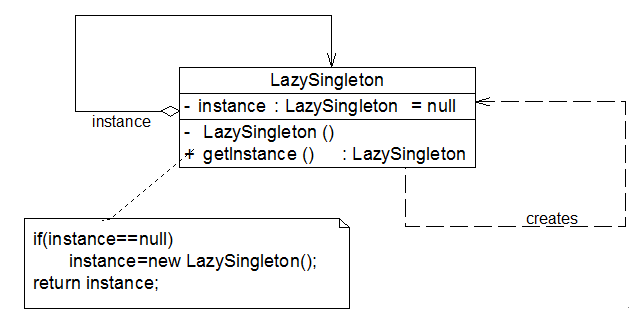 LazySingleton
- instance : LazySingleton = null
instance
- LazySingleton ()
+ getInstance () : LazySingleton
creates
if(instance==null)
instance=new LazySingleton();
return instance;